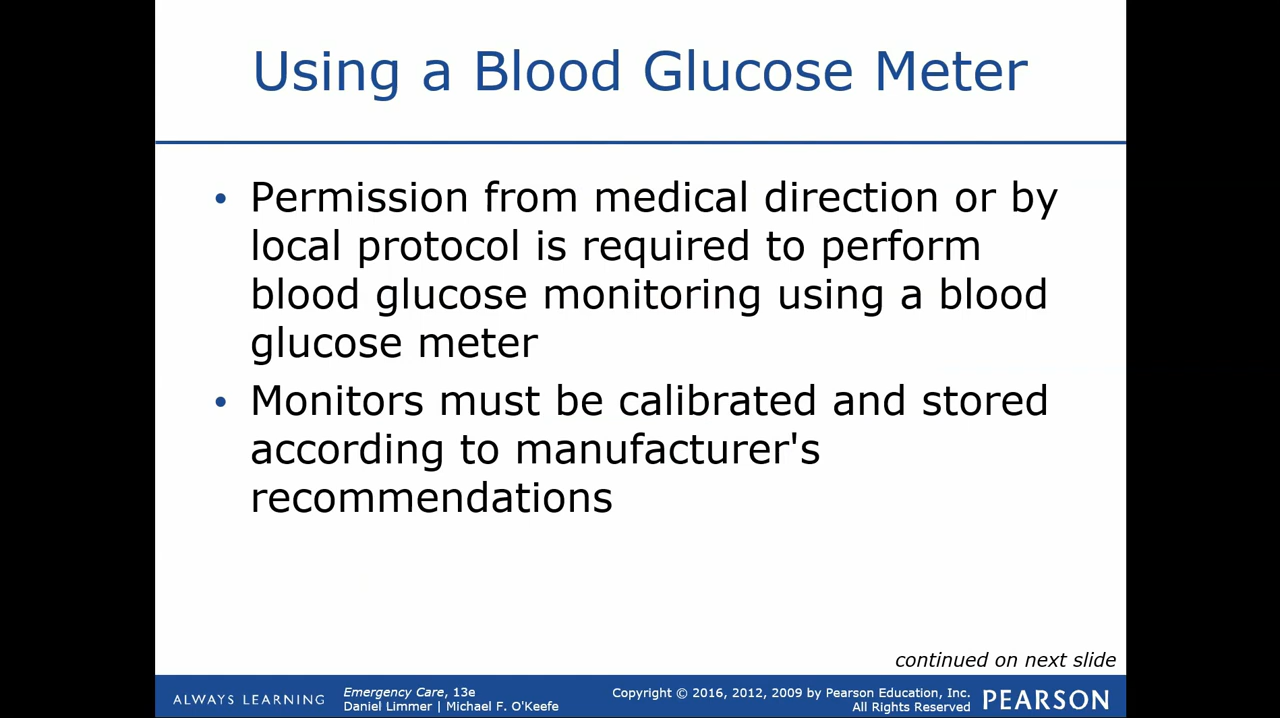 Using a Blood Glucose Meter
• Permission from medical direction or by
local protocol is required to perform
blood glucose monitoring using a blood
glucose meter
• Monitors must be calibrated and stored
according to manufacturer's
recommendations
continued on next slide
ALWAYS LEARNING
Emergency Care, 13e
Daniel Limmer | Michael F. O'Keefe
Copyright © 2016, 2012, 2009 by Pearson Education, Inc.
All Rights Reserved
PEARSON